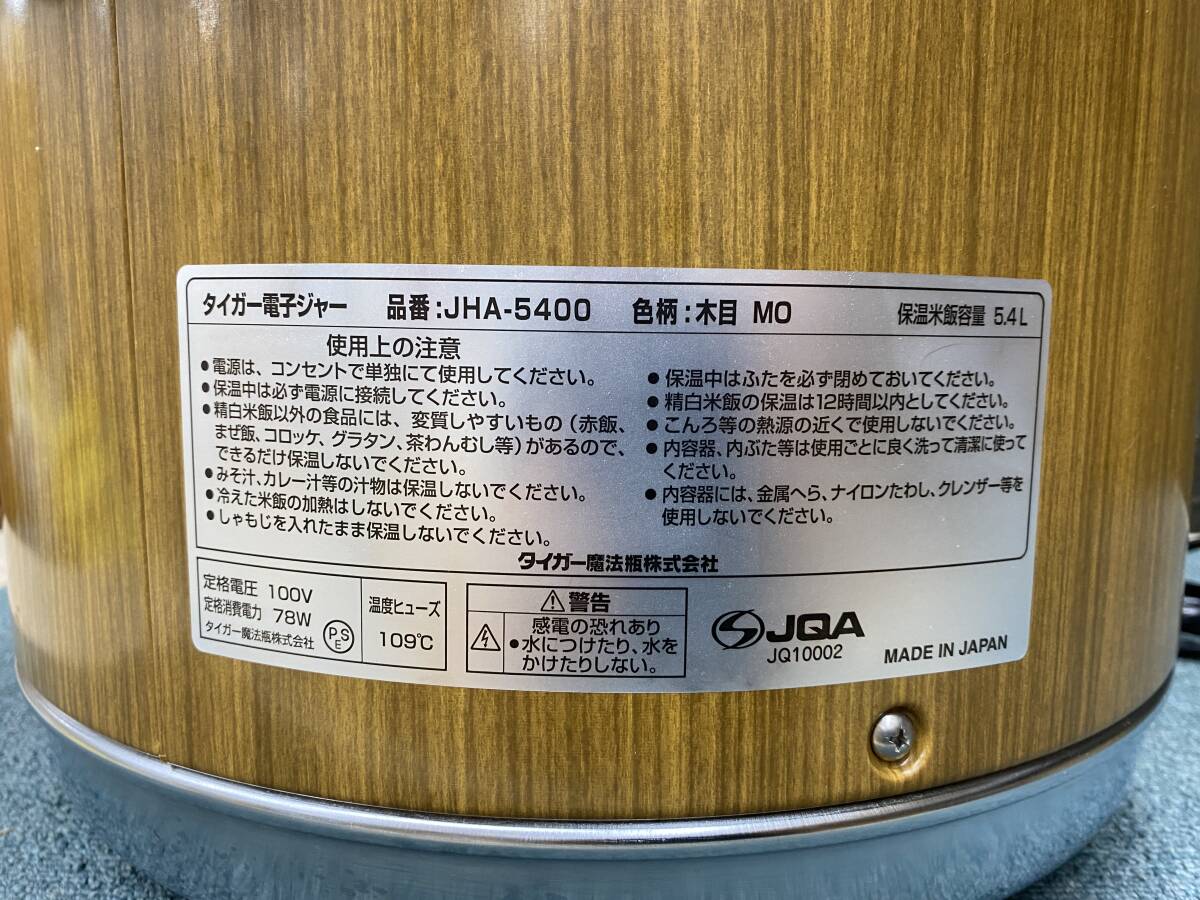 タイガー電子ジャー 品番:JHA-5400 色柄:木目 MO 保温米飯容量 5.4L
使用上の注意
●電源は、コンセントで単独にて使用してください。
●保温中は必ず電源に接続してください。
●精白米飯以外の食品には、変質しやすいもの（赤飯、
まぜ飯、コロッケ、グラタン、茶わんむし等）があるので、
できるだけ保温しないでください。
●みそ汁、カレー汁等の汁物は保温しないでください。
●冷えた米飯の加熱はしないでください。
●しゃもじを入れたまま保温しないでください。
●保温中はふたを必ず閉めておいてください。
●精白米飯の保温は12時間以内としてください。
●こんろ等の熱源の近くで使用しないでください。
●内容器、内ぶた等は使用ごとに良く洗って清潔に使って
ください。
●内容器には、金属へら、ナイロンたわし、クレンザー等を
使用しないでください。
タイガー魔法瓶株式会社
定格電圧 100V
定格消費電力 78W
タイガー魔法瓶株式会社
PSE
温度ヒューズ
109℃
⚠警告
感電の恐れあり
●水につけたり、水を
かけたりしない。
JQA
JQ10002
MADE IN JAPAN